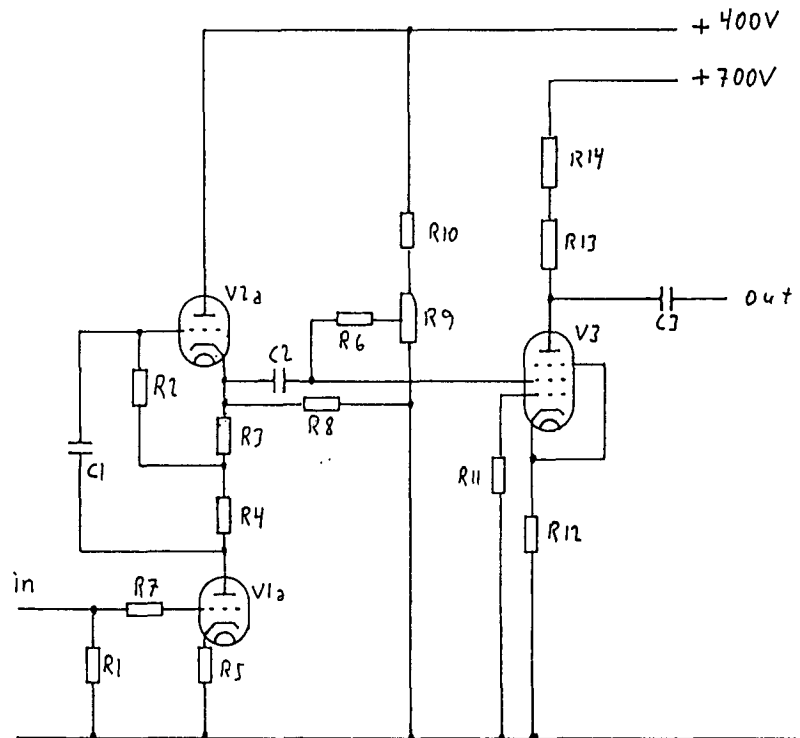 + 400V
+ 700V
R14
R13
R10
V2a
R9
R6
out
C3
V3
C2
R2
R8
R3
C1
R11
R4
R12
in
R7
V1a
R1
R5